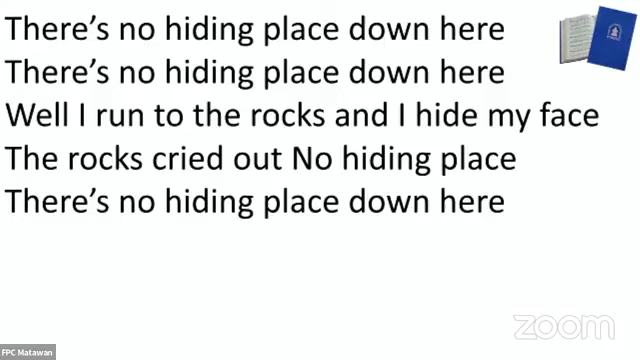 There's no hiding place down here
There's no hiding place down here
Well I run to the rocks and I hide my face
The rocks cried out No hiding place
There's no hiding place down here
zoom
FPC Matawan